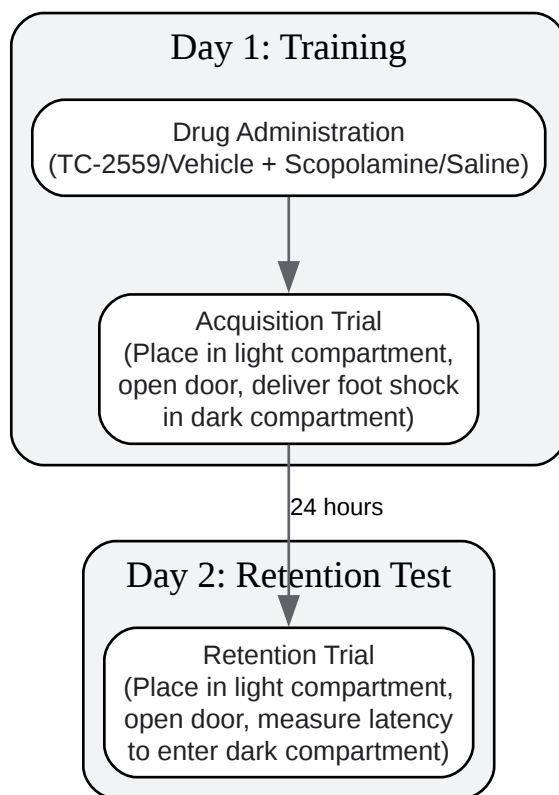 Day 1: Training
Drug Administration
(TC-2559/Vehicle + Scopolamine/Saline)
Acquisition Trial
(Place in light compartment,
open door, deliver foot shock
in dark compartment)
24 hours
Day 2: Retention Test
Retention Trial
(Place in light compartment,
open door, measure latency
to enter dark compartment)